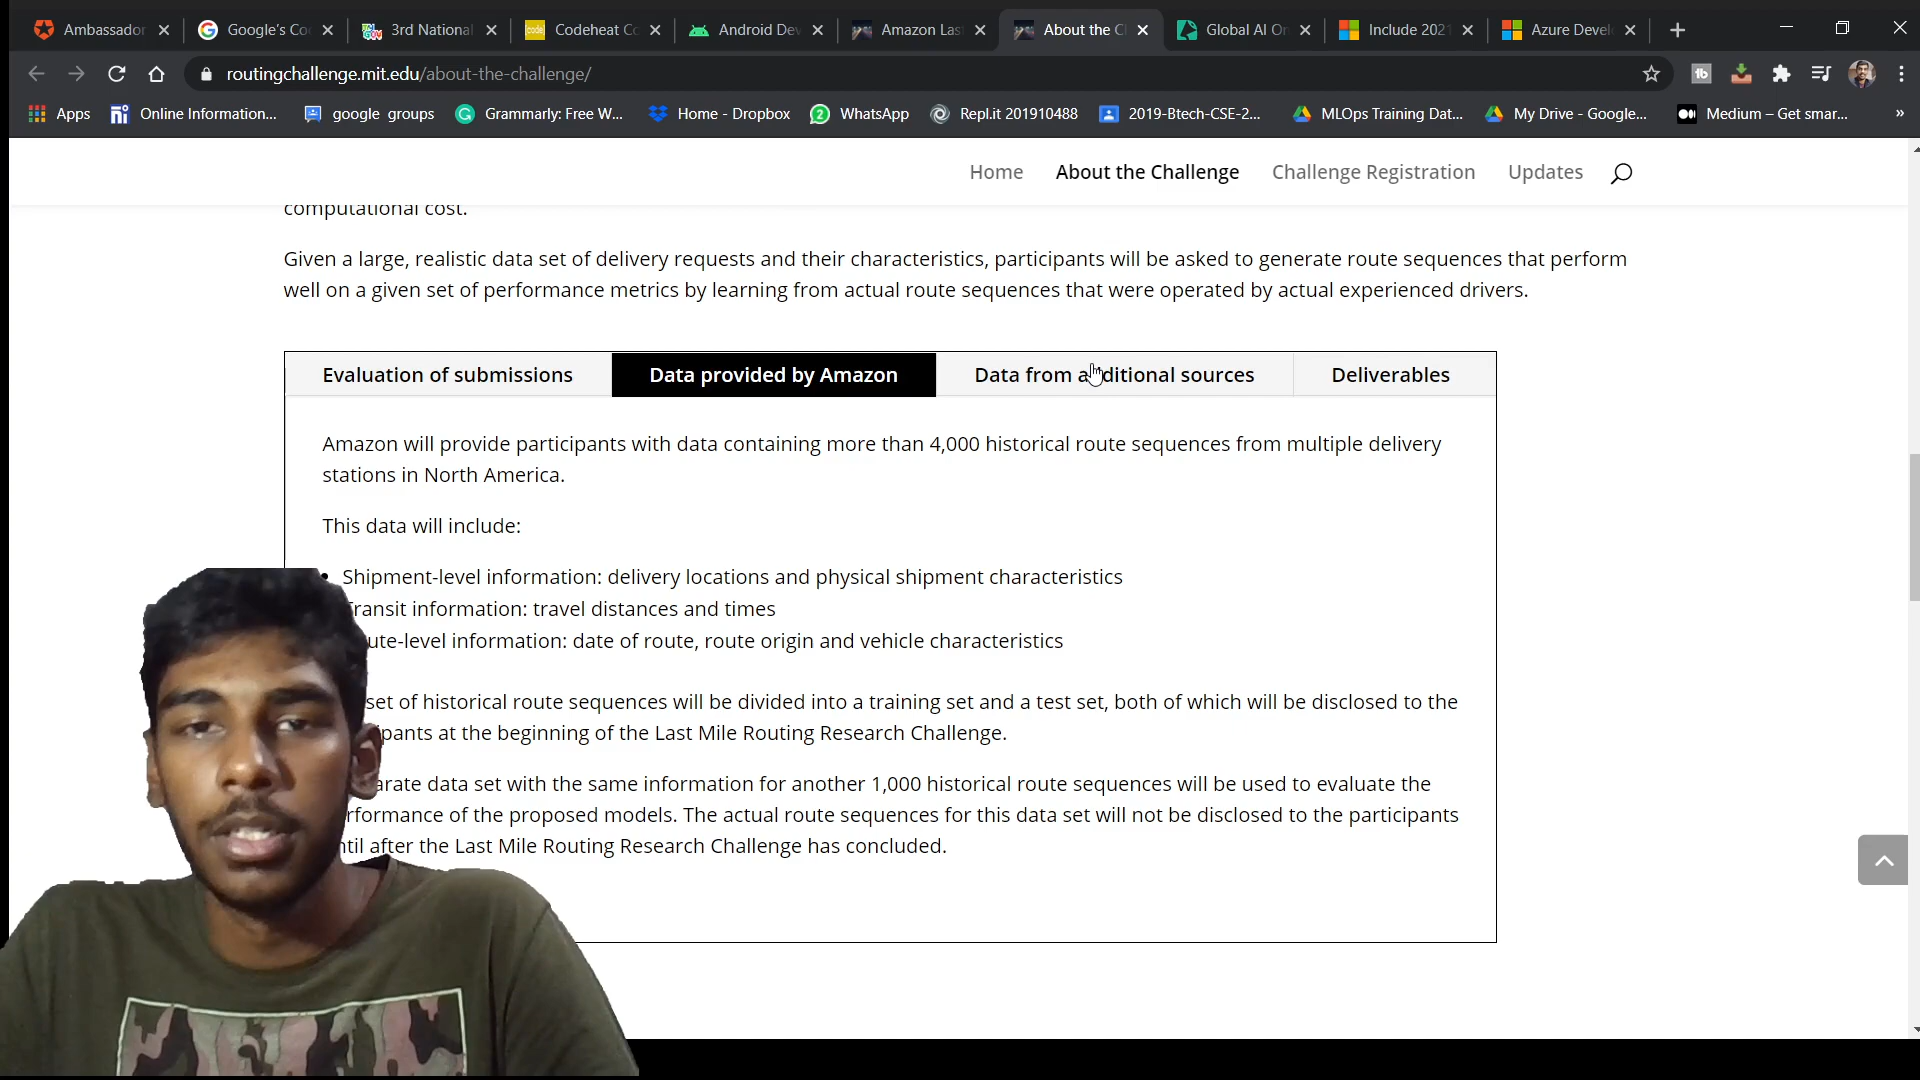 Ambassador
Google's Co
3rd National
Codeheat Co
Android Dev
Amazon Las
About the C
Global AI On
Include 2021
Azure Devel
routingchallenge.mit.edu/about-the-challenge/
Apps
Online Information...
google groups
Grammarly: Free W...
Home - Dropbox
WhatsApp
Repl.it 201910488
2019-Btech-CSE-2...
MLOps Training Dat...
My Drive - Google...
Medium – Get smar...
»
Home
About the Challenge
Challenge Registration
Updates
computational cost.
Given a large, realistic data set of delivery requests and their characteristics, participants will be asked to generate route sequences that perform
well on a given set of performance metrics by learning from actual route sequences that were operated by actual experienced drivers.
Evaluation of submissions
Data provided by Amazon
Data from additional sources
Deliverables
Amazon will provide participants with data containing more than 4,000 historical route sequences from multiple delivery
stations in North America.
This data will include:
Shipment-level information: delivery locations and physical shipment characteristics
Transit information: travel distances and times
ute-level information: date of route, route origin and vehicle characteristics
set of historical route sequences will be divided into a training set and a test set, both of which will be disclosed to the
ipants at the beginning of the Last Mile Routing Research Challenge.
arate data set with the same information for another 1,000 historical route sequences will be used to evaluate the
rformance of the proposed models. The actual route sequences for this data set will not be disclosed to the participants
ntil after the Last Mile Routing Research Challenge has concluded.